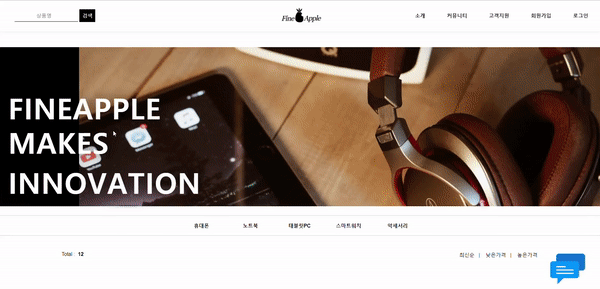 상품명 검색
Fine Apple
소개 커뮤니티 고객지원 회원가입 로그인
FINEAPPLE
MAKES
INNOVATION
휴대폰 노트북 태블릿PC 스마트워치 악세서리
Total 12
최신순 | 낮은가격 | 높은가격